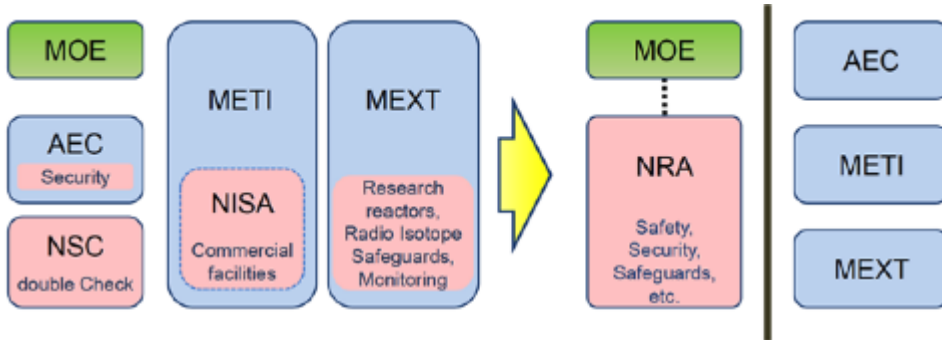 MOE
AEC
Security
NSC
double Check
METI
NISA
Commercial
facilities
MEXT
Research
reactors,
Radio Isotope
Safeguards,
Monitoring
MOE
NRA
Safety,
Security,
Safeguards,
etc.
AEC
METI
MEXT